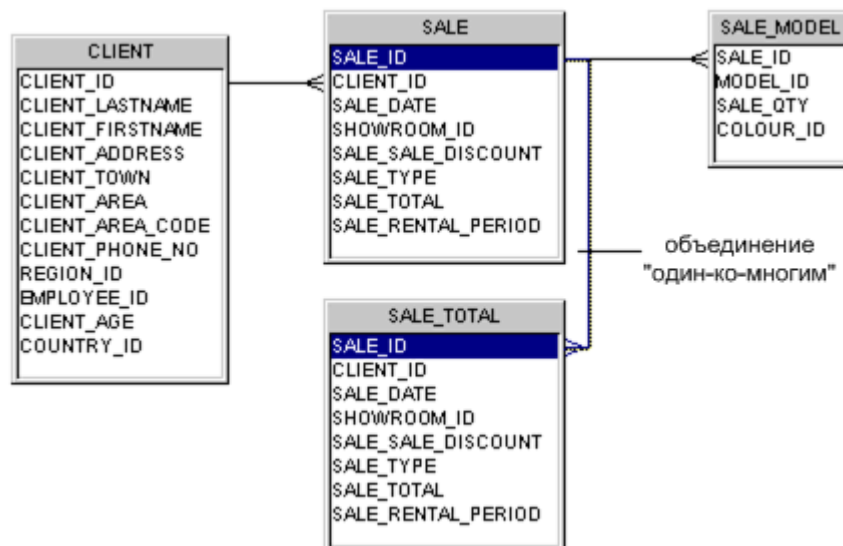 CLIENT
CLIENT_ID
CLIENT_LASTNAME
CLIENT_FIRSTNAME
CLIENT_ADDRESS
CLIENT_TOWN
CLIENT_AREA
CLIENT_AREA_CODE
CLIENT_PHONE_NO
REGION_ID
EMPLOYEE_ID
CLIENT_AGE
COUNTRY_ID
SALE
SALE_ID
CLIENT_ID
SALE_DATE
SHOWROOM_ID
SALE_SALE_DISCOUNT
SALE_TYPE
SALE_TOTAL
SALE_RENTAL_PERIOD
SALE_MODEL
SALE_ID
MODEL_ID
SALE_QTY
COLOUR_ID
объединение
"один-ко-многим"
SALE_TOTAL
SALE_ID
CLIENT_ID
SALE_DATE
SHOWROOM_ID
SALE_SALE_DISCOUNT
SALE_TYPE
SALE_TOTAL
SALE_RENTAL_PERIOD